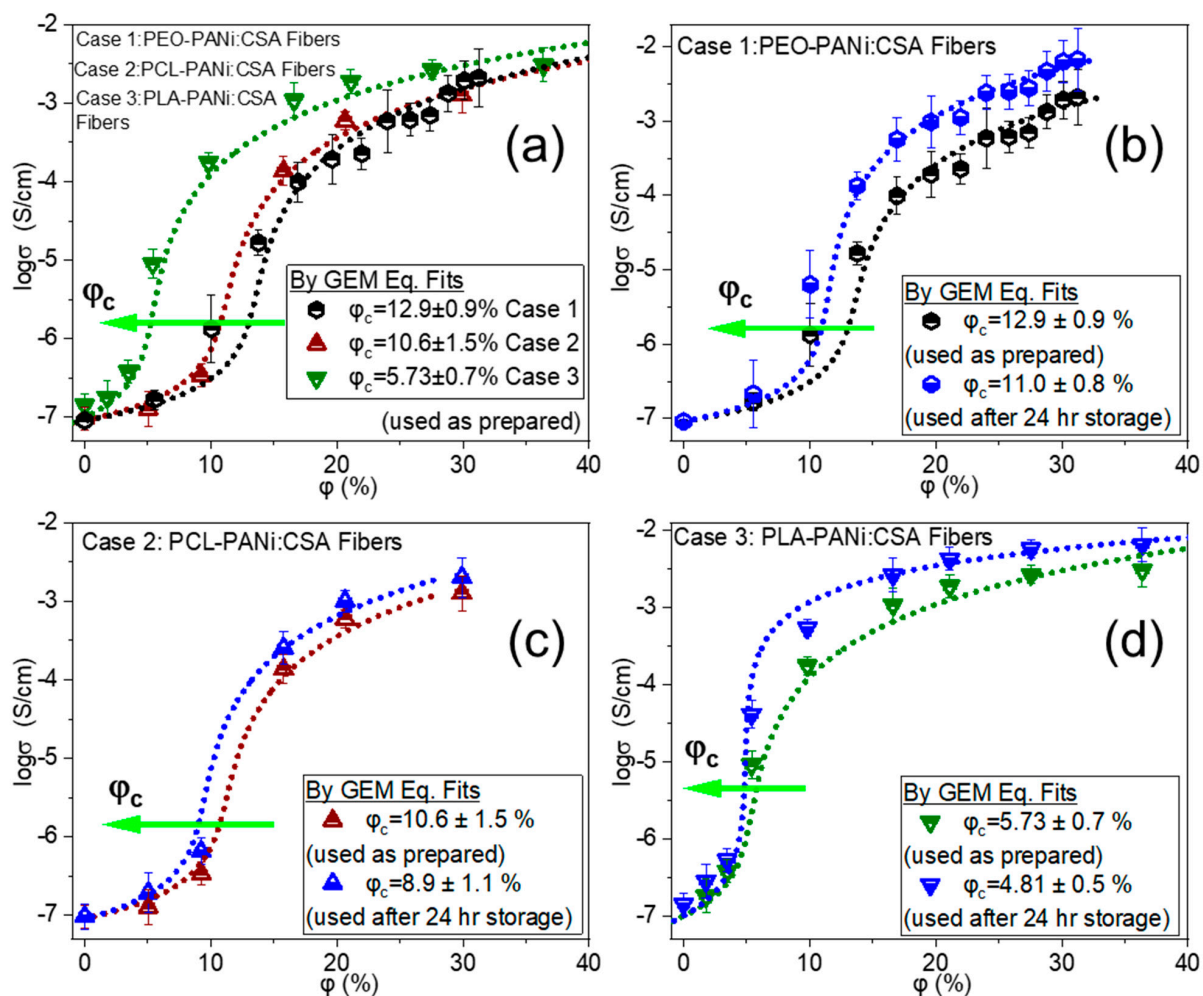 Case 1:PEO-PANi:CSA Fibers
Case 2:PCL-PANi:CSA Fibers
Case 3:PLA-PANi:CSA
Fibers
(a)
φc
By GEM Eq. Fits
φc=12.9±0.9% Case 1
φc=10.6±1.5% Case 2
φc=5.73±0.7% Case 3
(used as prepared)
-2
-3
-4
-5
-6
-7
logσ (S/cm)
0 10 20 30 40
φ (%)
Case 1:PEO-PANi:CSA Fibers
(b)
φc
By GEM Eq. Fits
φc=12.9 ± 0.9 %
(used as prepared)
φc=11.0 ± 0.8 %
(used after 24 hr storage)
-2
-3
-4
-5
-6
-7
logσ (S/cm)
0 10 20 30 40
φ (%)
Case 2: PCL-PANi:CSA Fibers
(c)
φc
By GEM Eq. Fits
φc=10.6 ± 1.5 %
(used as prepared)
φc=8.9 ± 1.1 %
(used after 24 hr storage)
-2
-3
-4
-5
-6
-7
logσ (S/cm)
0 10 20 30 40
φ (%)
Case 3: PLA-PANi:CSA Fibers
(d)
φc
By GEM Eq. Fits
φc=5.73 ± 0.7 %
(used as prepared)
φc=4.81 ± 0.5 %
(used after 24 hr storage)
-2
-3
-4
-5
-6
-7
logσ (S/cm)
0 10 20 30 40
φ (%)